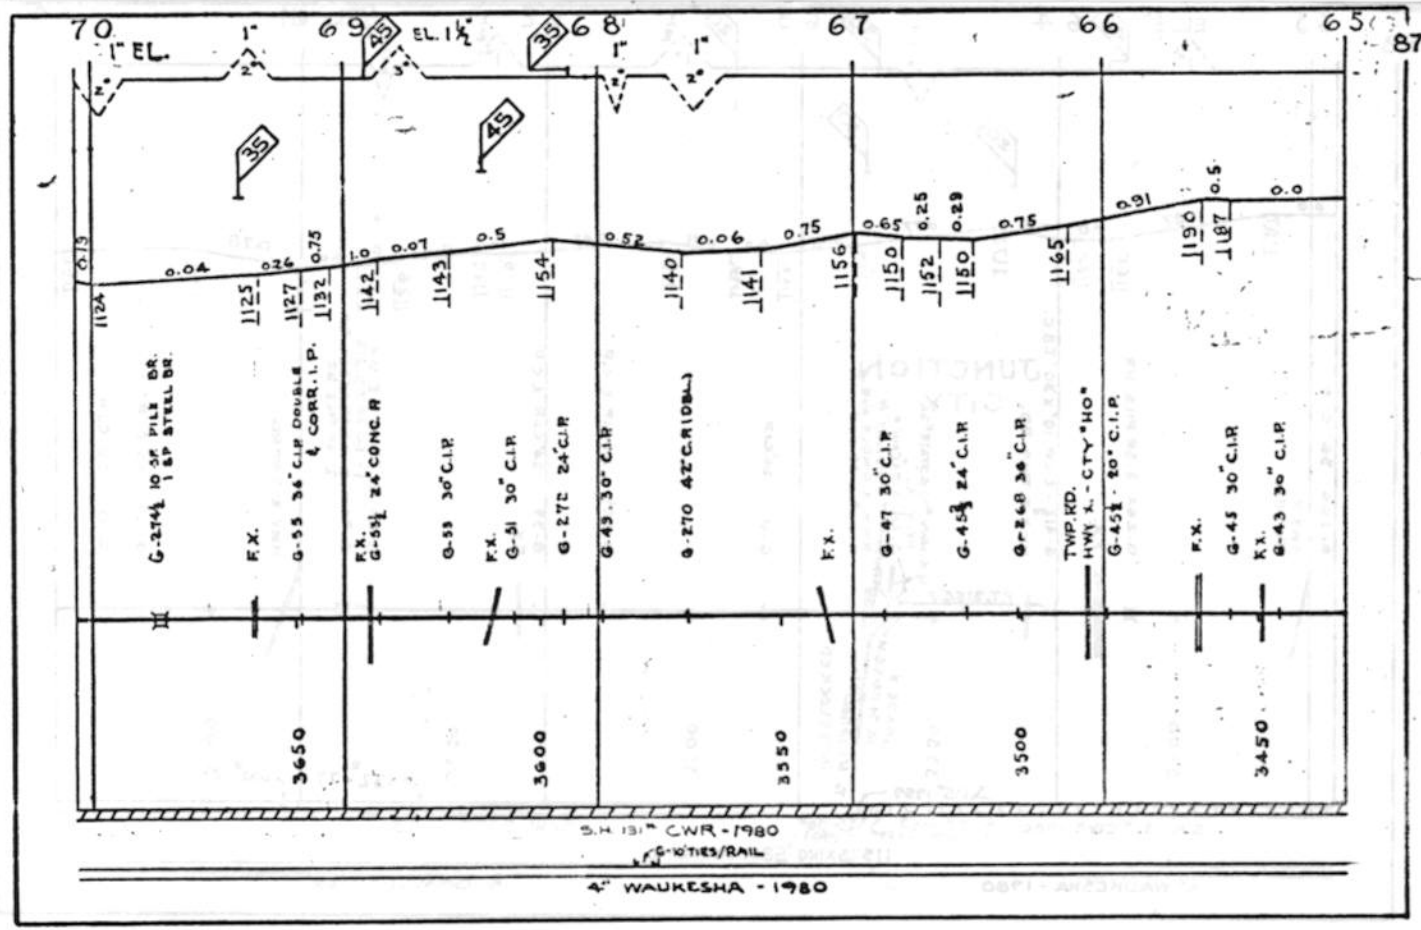 70 69 68 67 66 65
87
1" EL. 1" 45 EL. 1½" 35 1" 1"
2° 2° 3° 2° 2°
35 45
0.04 0.26 0.75 1.0 0.07 0.5 0.52 0.06 0.75 0.65 0.25 0.29 0.75 0.91 0.5 0.0
1124 1125 1127 1132 1142 1143 1154 1140 1141 1156 1150 1152 1150 1165 1190 1187
G-274½ 10 SP PILE BR.
1 SP STEEL BR.
F.X.
G-55 36" C.I.P. DOUBLE
& CORR. I. P.
F.X.
G-53½ 24" CONC. P.
G-53 30" C.I.P.
F.X.
G-51 30" C.I.P.
G-272 24" C.I.P.
G-49 30" C.I.P.
G-270 42" C.P. (DBL.)
F.X.
G-47 30" C.I.P.
24" C.I.P.
G-268 36" C.I.P.
TWP. RD.
HWY X. - CTY "HO"
20" C.I.P.
P.X.
G-45 30" C.I.P.
F.X.
G-43 30" C.I.P.
3650 3600 3550 3500 3450
S.H. 131# CWR - 1980
TIES/RAIL
4" WAUKESHA - 1980